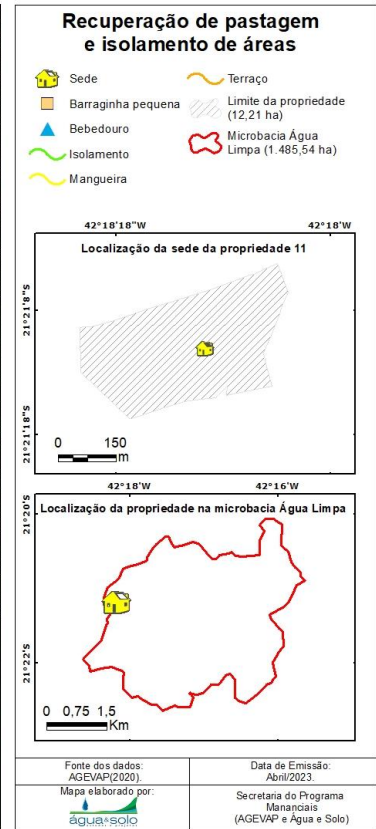 Recuperação de pastagem
e isolamento de áreas
Sede
Barraginha pequena
Bebedouro
Isolamento
Mangueira
Terraço
Limite da propriedade
(12,21 ha)
Microbacia Água
Limpa (1.485,54 ha)
42°18'18"W
42°18'W
Localização da sede da propriedade 11
21°21'8"S
21°21'18"S
0 150
m
42°18'W
42°16'W
Localização da propriedade na microbacia Água Limpa
21°20'S
21°22'S
0 0,75 1,5
Km
Fonte dos dados:
AGEVAP(2020).
Data de Emissão:
Abril/2023.
Mapa elaborado por:
água&solo
Secretaria do Programa
Mananciais
(AGEVAP e Água e Solo)